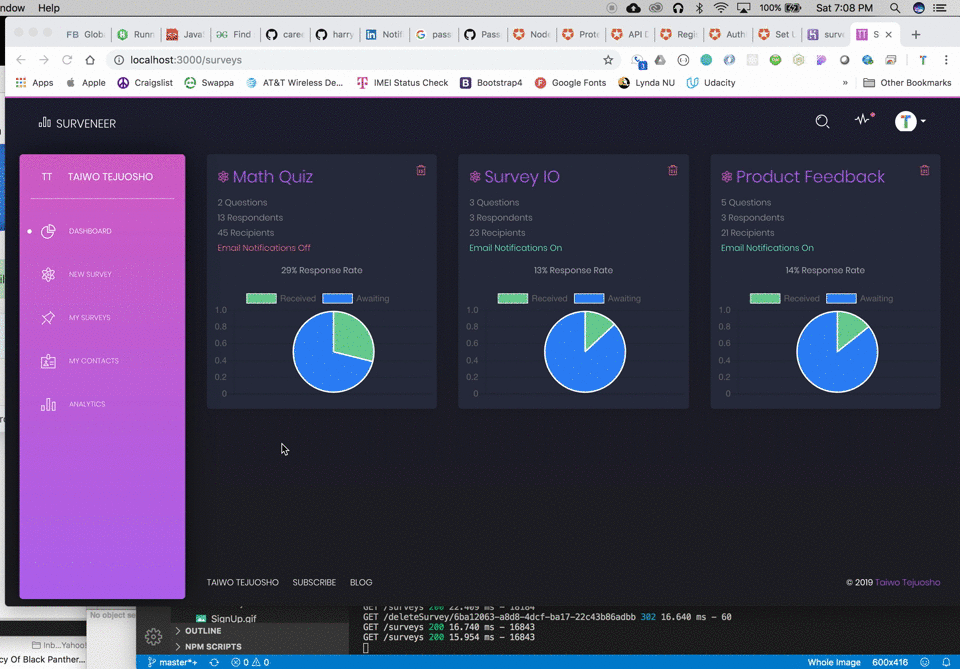 ndow Help 100% Sat 7:08 PM
FB Glob Runn Java GG Find care harry Notif pass Pass Node Prote API D Regi Auth Set U surve S
localhost:3000/surveys
Apps Apple Craigslist Swappa AT&T Wireless De... IMEI Status Check Bootstrap4 Google Fonts Lynda NU Udacity » Other Bookmarks
SURVENEER
TT TAIWO TEJUOSHO
DASHBOARD
NEW SURVEY
MY SURVEYS
MY CONTACTS
ANALYTICS
Math Quiz
2 Questions
13 Respondents
45 Recipients
Email Notifications Off
29% Response Rate
Received Awaiting
1.0
0.8
0.6
0.4
0.2
0
Survey IO
3 Questions
3 Respondents
23 Recipients
Email Notifications On
13% Response Rate
Received Awaiting
1.0
0.8
0.6
0.4
0.2
0
Product Feedback
5 Questions
3 Respondents
21 Recipients
Email Notifications On
14% Response Rate
Received Awaiting
1.0
0.8
0.6
0.4
0.2
0
TAIWO TEJUOSHO SUBSCRIBE BLOG
© 2019 Taiwo Tejuosho
No object se
Inb...Yahoo!
cy Of Black Panther...
SignUp.gif
OUTLINE
NPM SCRIPTS
GET /surveys 200 22.409 ms - 18184
GET /deleteSurvey/6ba12063-a8d8-4dcf-ba17-22c43b86adbb 302 16.640 ms - 60
GET /surveys 200 16.740 ms - 16843
GET /surveys 200 15.954 ms - 16843
master*+ 0 0 Whole Image 600x416